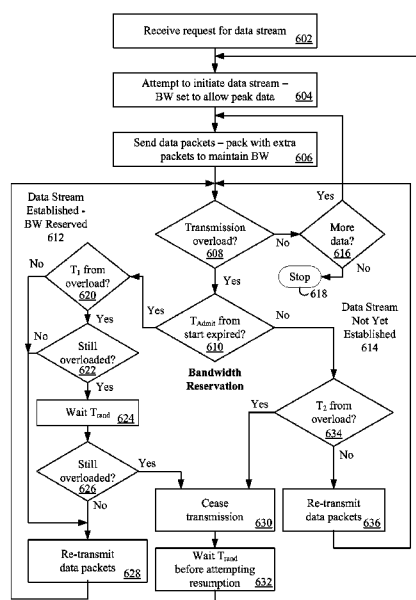 Receive request for data stream
602
Attempt to initiate data stream –
BW set to allow peak data 604
Send data packets – pack with extra
packets to maintain BW 606
Data Stream
Established -
BW Reserved
612
Transmission
overload?
608
No
Yes
More
data?
616
Yes
No
Stop
618
T1 from
overload?
620
No
Yes
TAdmit from
start expired?
610
Yes
No
Bandwidth
Reservation
Data Stream
Not Yet
Established
614
Still
overloaded?
622
No
Yes
Wait Trand 624
T2 from
overload?
634
Yes
No
Still
overloaded?
626
Yes
No
Cease
transmission 630
Re-transmit
data packets 636
Re-transmit
data packets 628
Wait Trand
before attempting
resumption 632